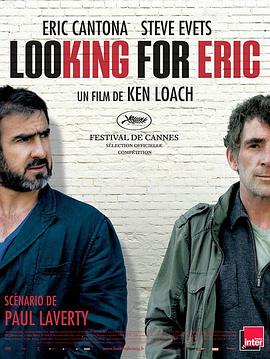 ERIC CANTONA STEVE EVETS
LOOKING FOR ERIC
UN FILM DE KEN LOACH
FESTIVAL DE CANNES
SÉLECTION OFFICIELLE
COMPÉTITION
SCÉNARIO DE
PAUL LAVERTY
inter